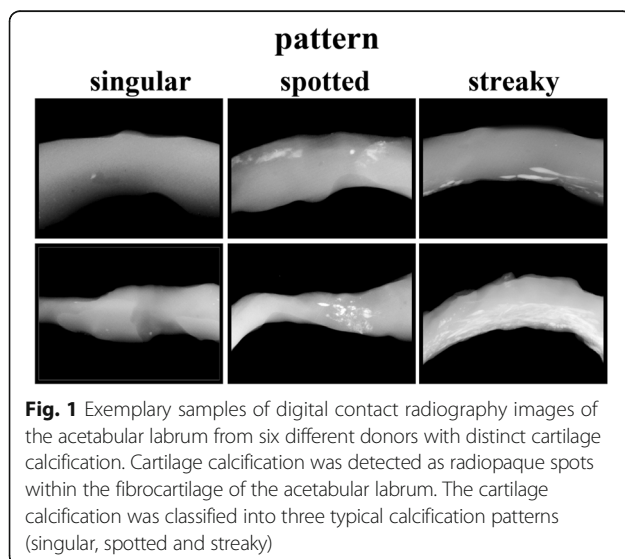 pattern
singular spotted streaky
Fig. 1 Exemplary samples of digital contact radiography images of
the acetabular labrum from six different donors with distinct cartilage
calcification. Cartilage calcification was detected as radiopaque spots
within the fibrocartilage of the acetabular labrum. The cartilage
calcification was classified into three typical calcification patterns
(singular, spotted and streaky)